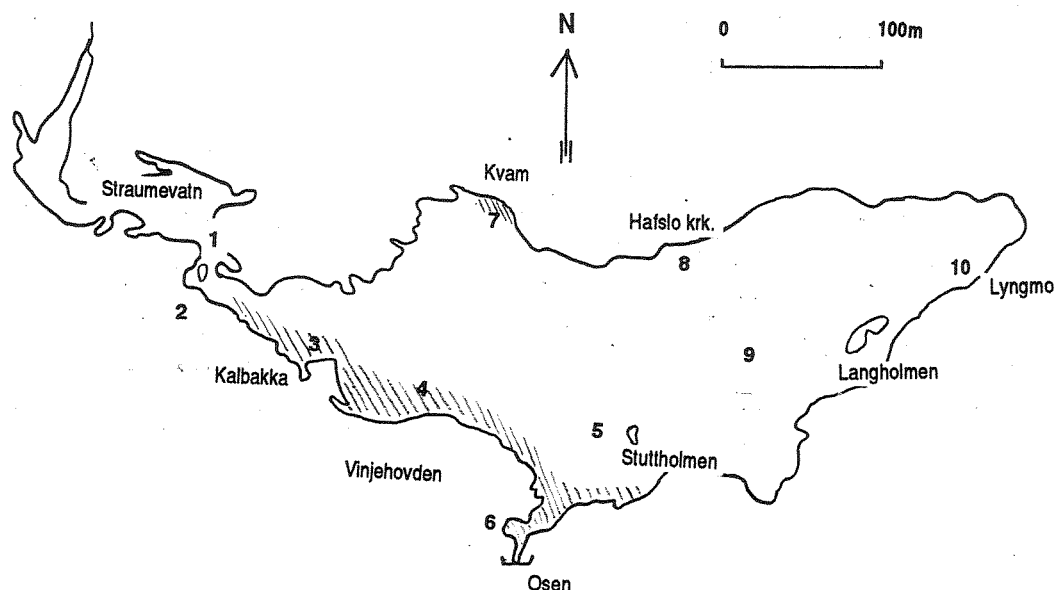 N
0 100m
Kvam
Straumevatn
7
Hafslo krk.
1
8
10
Lyngmo
2
3
9
Kalbakka
Langholmen
4
5
Stuttholmen
Vinjehovden
6
Osen